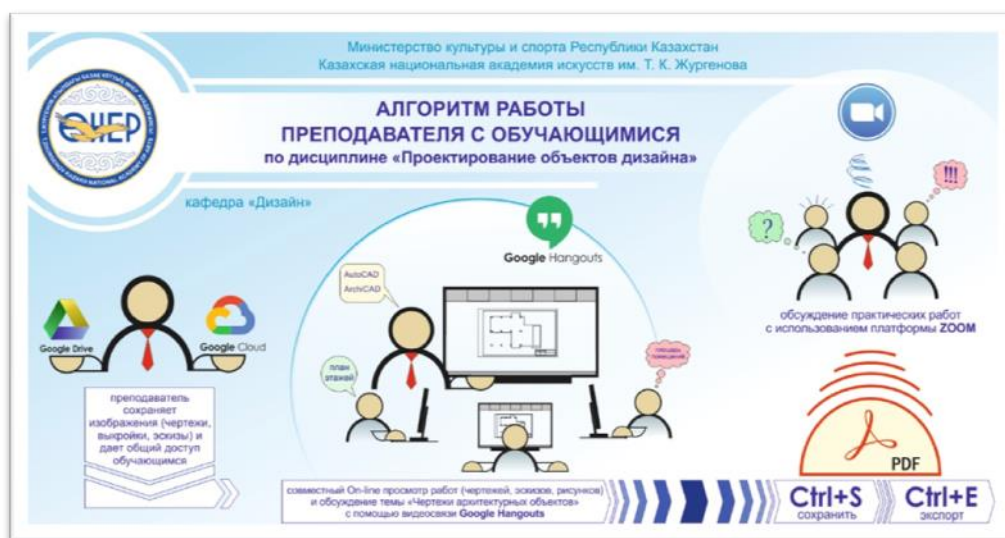 Министерство культуры и спорта Республики Казахстан
Казахская национальная академия искусств им. Т. К. Жургенова
ӨНЕР
АЛГОРИТМ РАБОТЫ
ПРЕПОДАВАТЕЛЯ С ОБУЧАЮЩИМИСЯ
по дисциплине «Проектирование объектов дизайна»
кафедра «Дизайн»
Google Drive
Google Cloud
преподаватель
сохраняет
изображения (чертежи,
выкройки, эскизы) и
дает общий доступ
обучающимся
Google Hangouts
AutoCAD
ArchiCAD
план
этажей
площадь
помещений
совместный On-line просмотр работ (чертежей, эскизов, рисунков)
и обсуждение темы «Чертежи архитектурных объектов»
с помощью видеосвязи Google Hangouts
?
!!!
обсуждение практических работ
с использованием платформы ZOOM
PDF
Ctrl+S
сохранить
Ctrl+E
экспорт